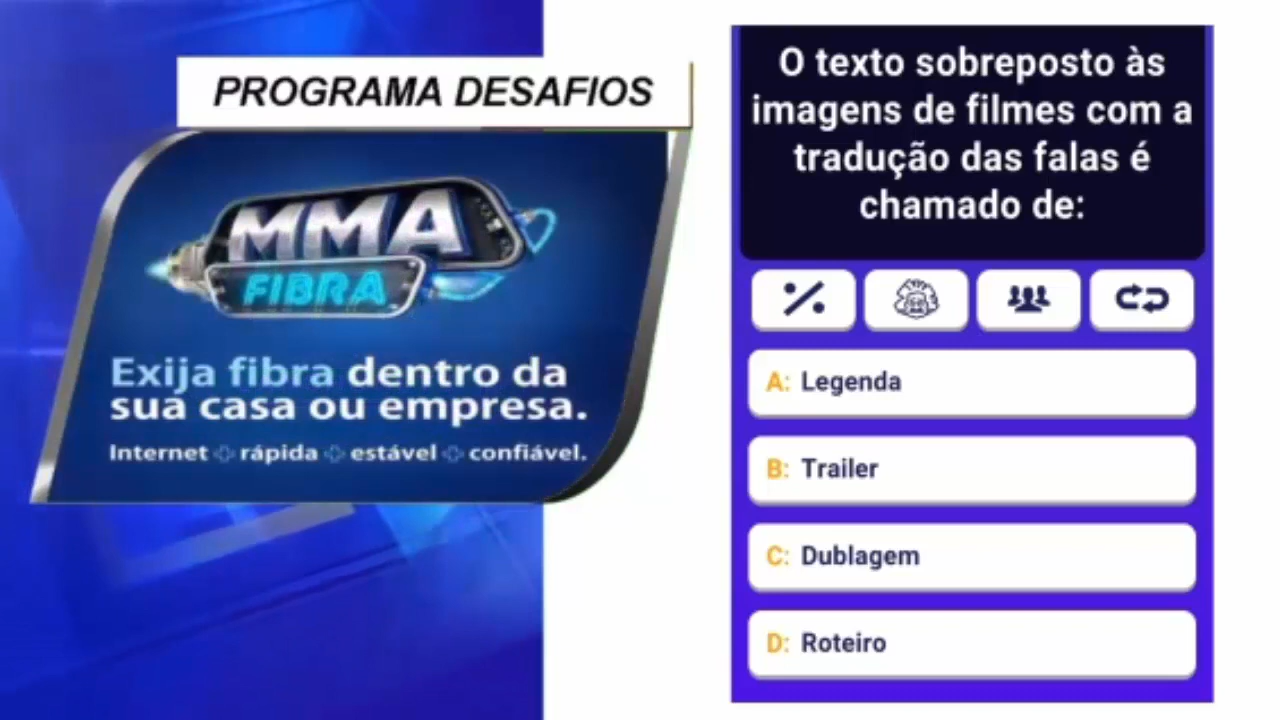 PROGRAMA DESAFIOS
MMA
FIBRA
Exija fibra dentro da
sua casa ou empresa.
Internet + rápida + estável + confiável.
O texto sobreposto às
imagens de filmes com a
tradução das falas é
chamado de:
A: Legenda
B: Trailer
C: Dublagem
D: Roteiro